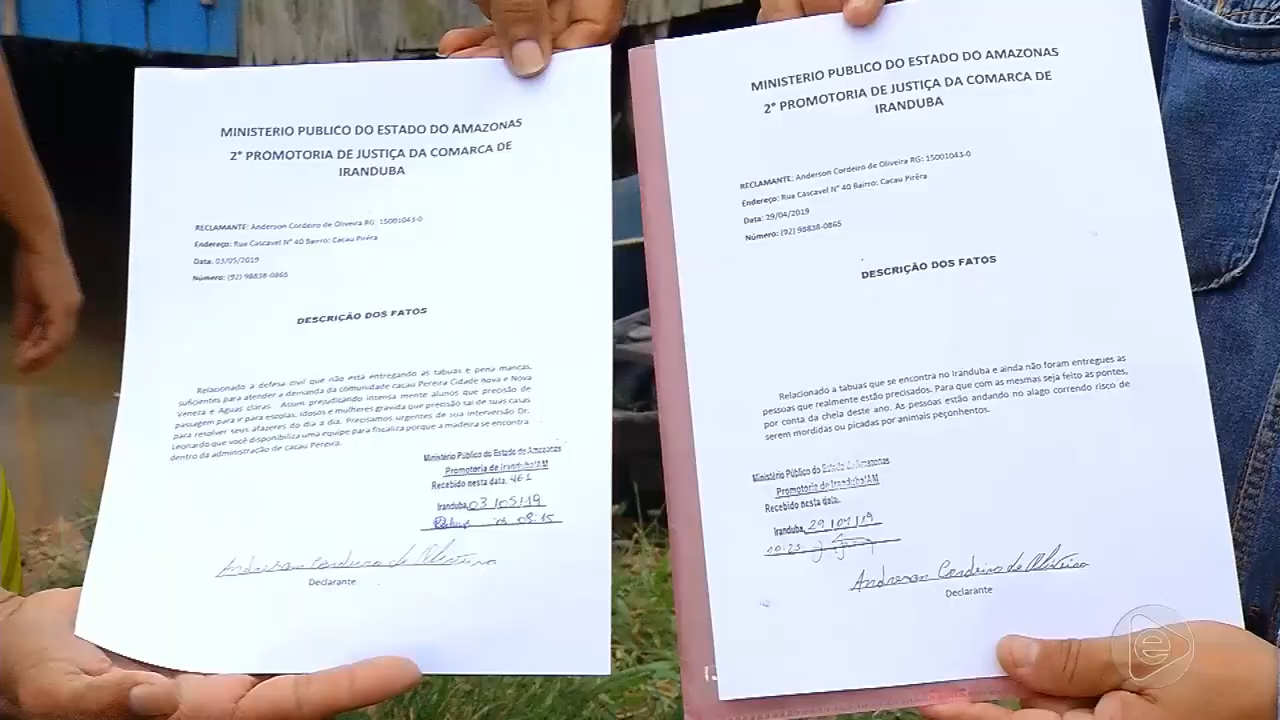 MINISTERIO PUBLICO DO ESTADO DO AMAZONAS
2° PROMOTORIA DE JUSTIÇA DA COMARCA DE
IRANDUBA
RECLAMANTE: Anderson Cordeiro de Oliveira RG: 15001043-0
Endereço: Rua Cascavel N° 40 Bairro: Cacau Pirêra
Data: 03/05/2019
Número: (92) 98838-0865
DESCRIÇÃO DOS FATOS
Relacionado a defesa civil que não está entregando as tabuas e pena mancas,
suficientes para atender a demanda da comunidade cacau Pereira Cidade nova e Nova
Veneza e Aguas claras. Assim prejudicando intensa mente alunos que precisão de
passagem para ir para escolas, idosos e mulheres gravida que precisão sai de suas casas
para resolver seus afazeres do dia a dia. Precisamos urgentes de sua interversão Dr.
Leonardo que você disponibiliza uma equipe para fiscaliza porque a madeira se encontra
dentro da administração de cacau Pereira.
Ministério Público do Estado do Amazonas
Promotoria de Iranduba/AM
Recebido nesta data.
Iranduba, 03/05/19
08:15
Anderson Cordeiro de Oliveira
Declarante
MINISTERIO PUBLICO DO ESTADO DO AMAZONAS
2° PROMOTORIA DE JUSTIÇA DA COMARCA DE
IRANDUBA
RECLAMANTE: Anderson Cordeiro de Oliveira RG: 15001043-0
Endereço: Rua Cascavel N° 40 Bairro: Cacau Pirêra
Data: 29/04/2019
Número: (92) 98838-0865
DESCRIÇÃO DOS FATOS
Relacionado a tabuas que se encontra no Iranduba e ainda não foram entregues as
pessoas que realmente estão precisados. Para que com as mesmas seja feito as pontes,
por conta da cheia deste ano. As pessoas estão andando no alago correndo risco de
serem mordidas ou picadas por animais peçonhentos.
Ministério Público do Estado do Amazonas
Promotoria de Iranduba/AM
Recebido nesta data.
Iranduba, 29/04/19
10:23
Anderson Cordeiro de Oliveira
Declarante
e